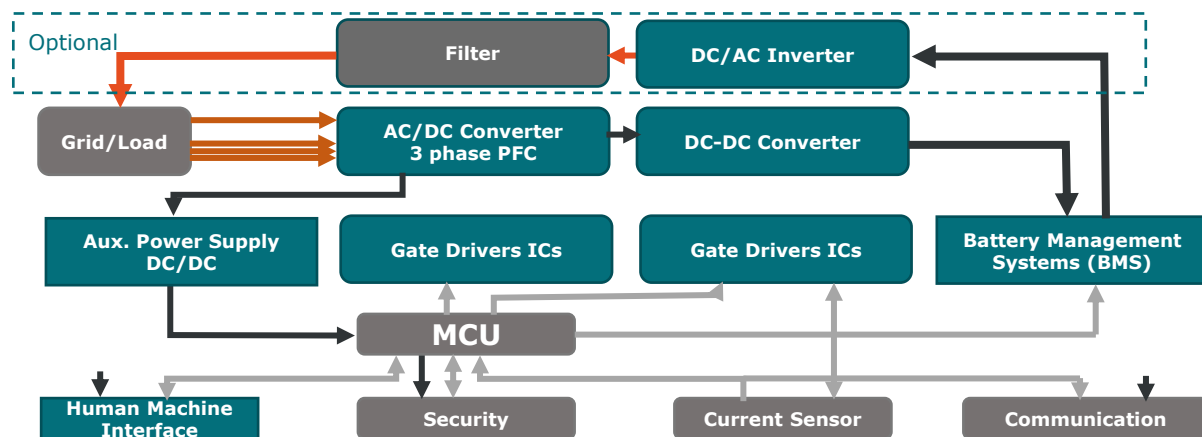 Optional
Filter
DC/AC Inverter
Grid/Load
AC/DC Converter
3 phase PFC
DC-DC Converter
Aux. Power Supply
DC/DC
Gate Drivers ICs
Gate Drivers ICs
Battery Management
Systems (BMS)
MCU
Human Machine
Interface
Security
Current Sensor
Communication